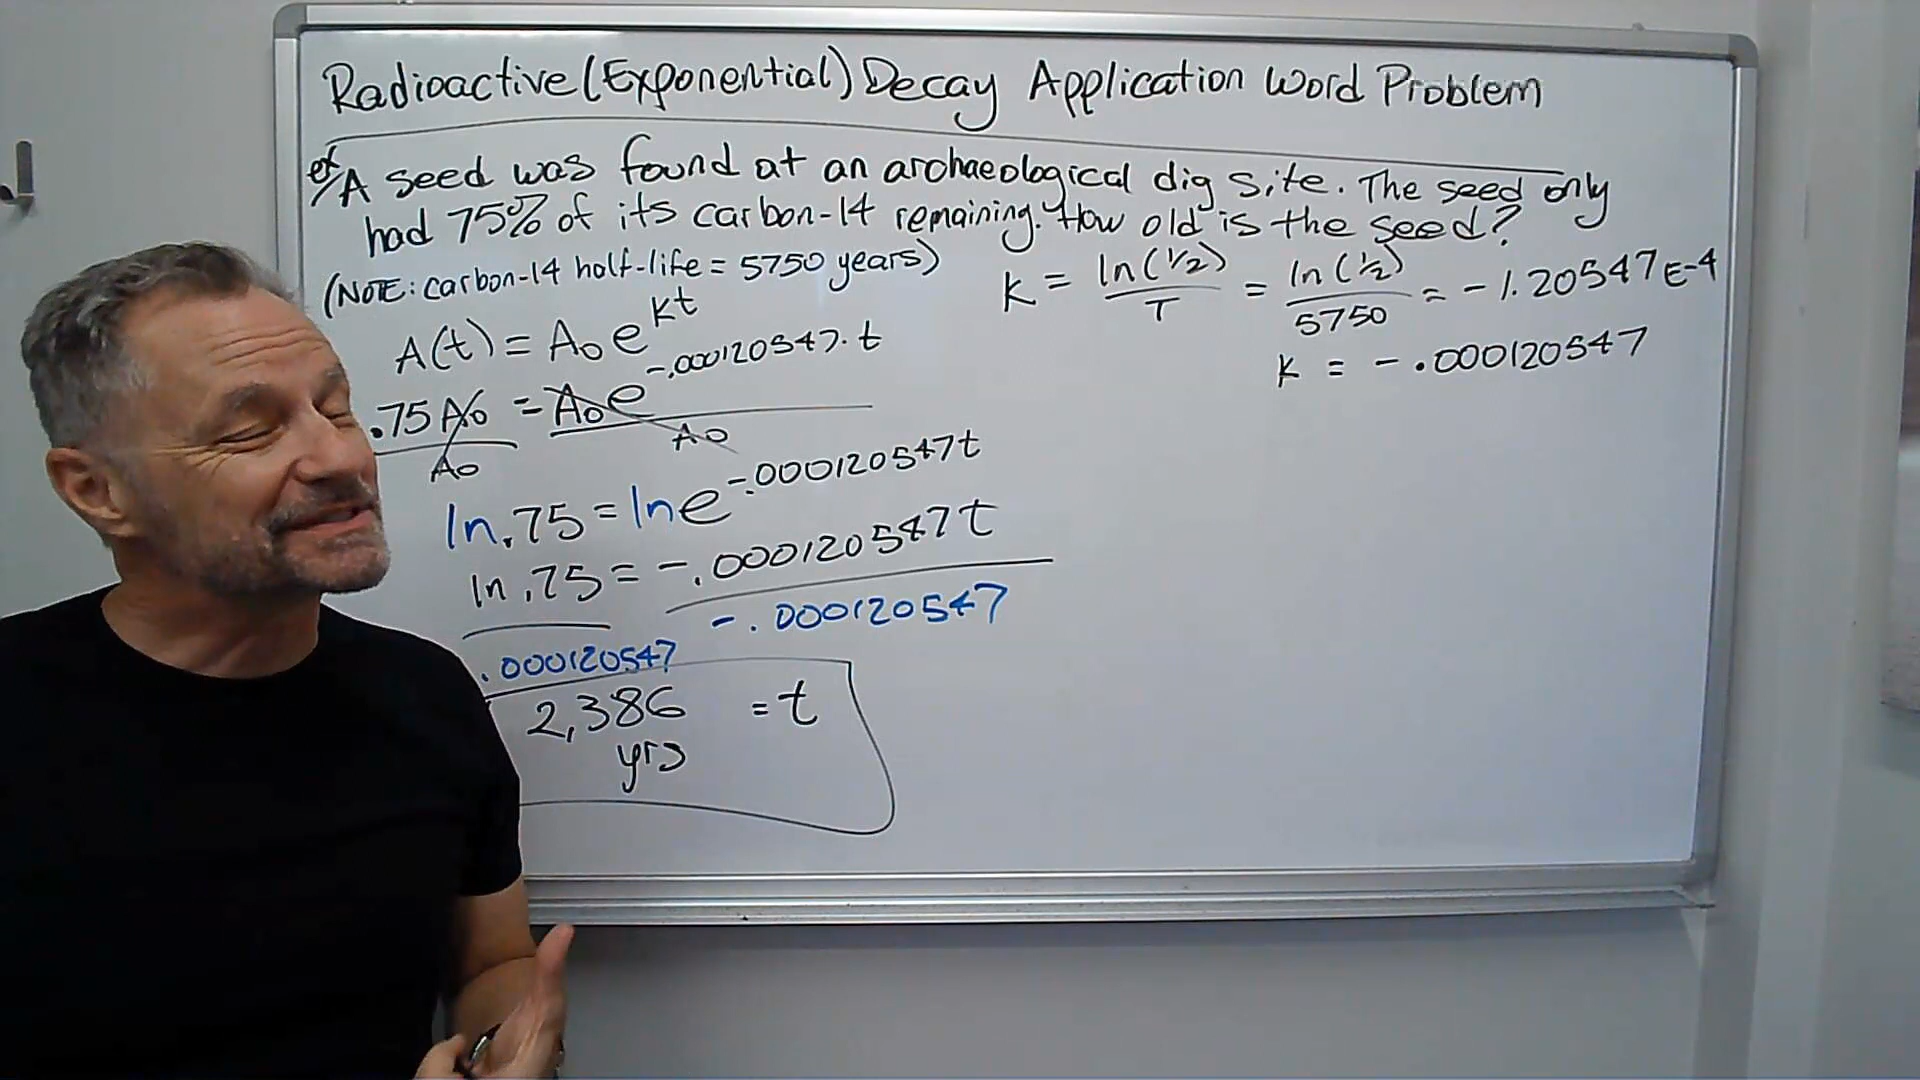 Radioactive (Exponential) Decay Application Word Problem
ex/ A seed was found at an archaeological dig site. The seed only
had 75% of its carbon-14 remaining. How old is the seed?
(NOTE: carbon-14 half-life = 5750 years)
K = ln(1/2)/T = ln(1/2)/5750 = -1.20547E-4
K = -.000120547
A(t) = A₀e^Kt
.75A₀ = A₀e^-.000120547·t
A₀ A₀
ln.75 = ln e^-.000120547t
ln.75 = -.000120547t
.000120547 -.000120547
2,386 = t
yrs